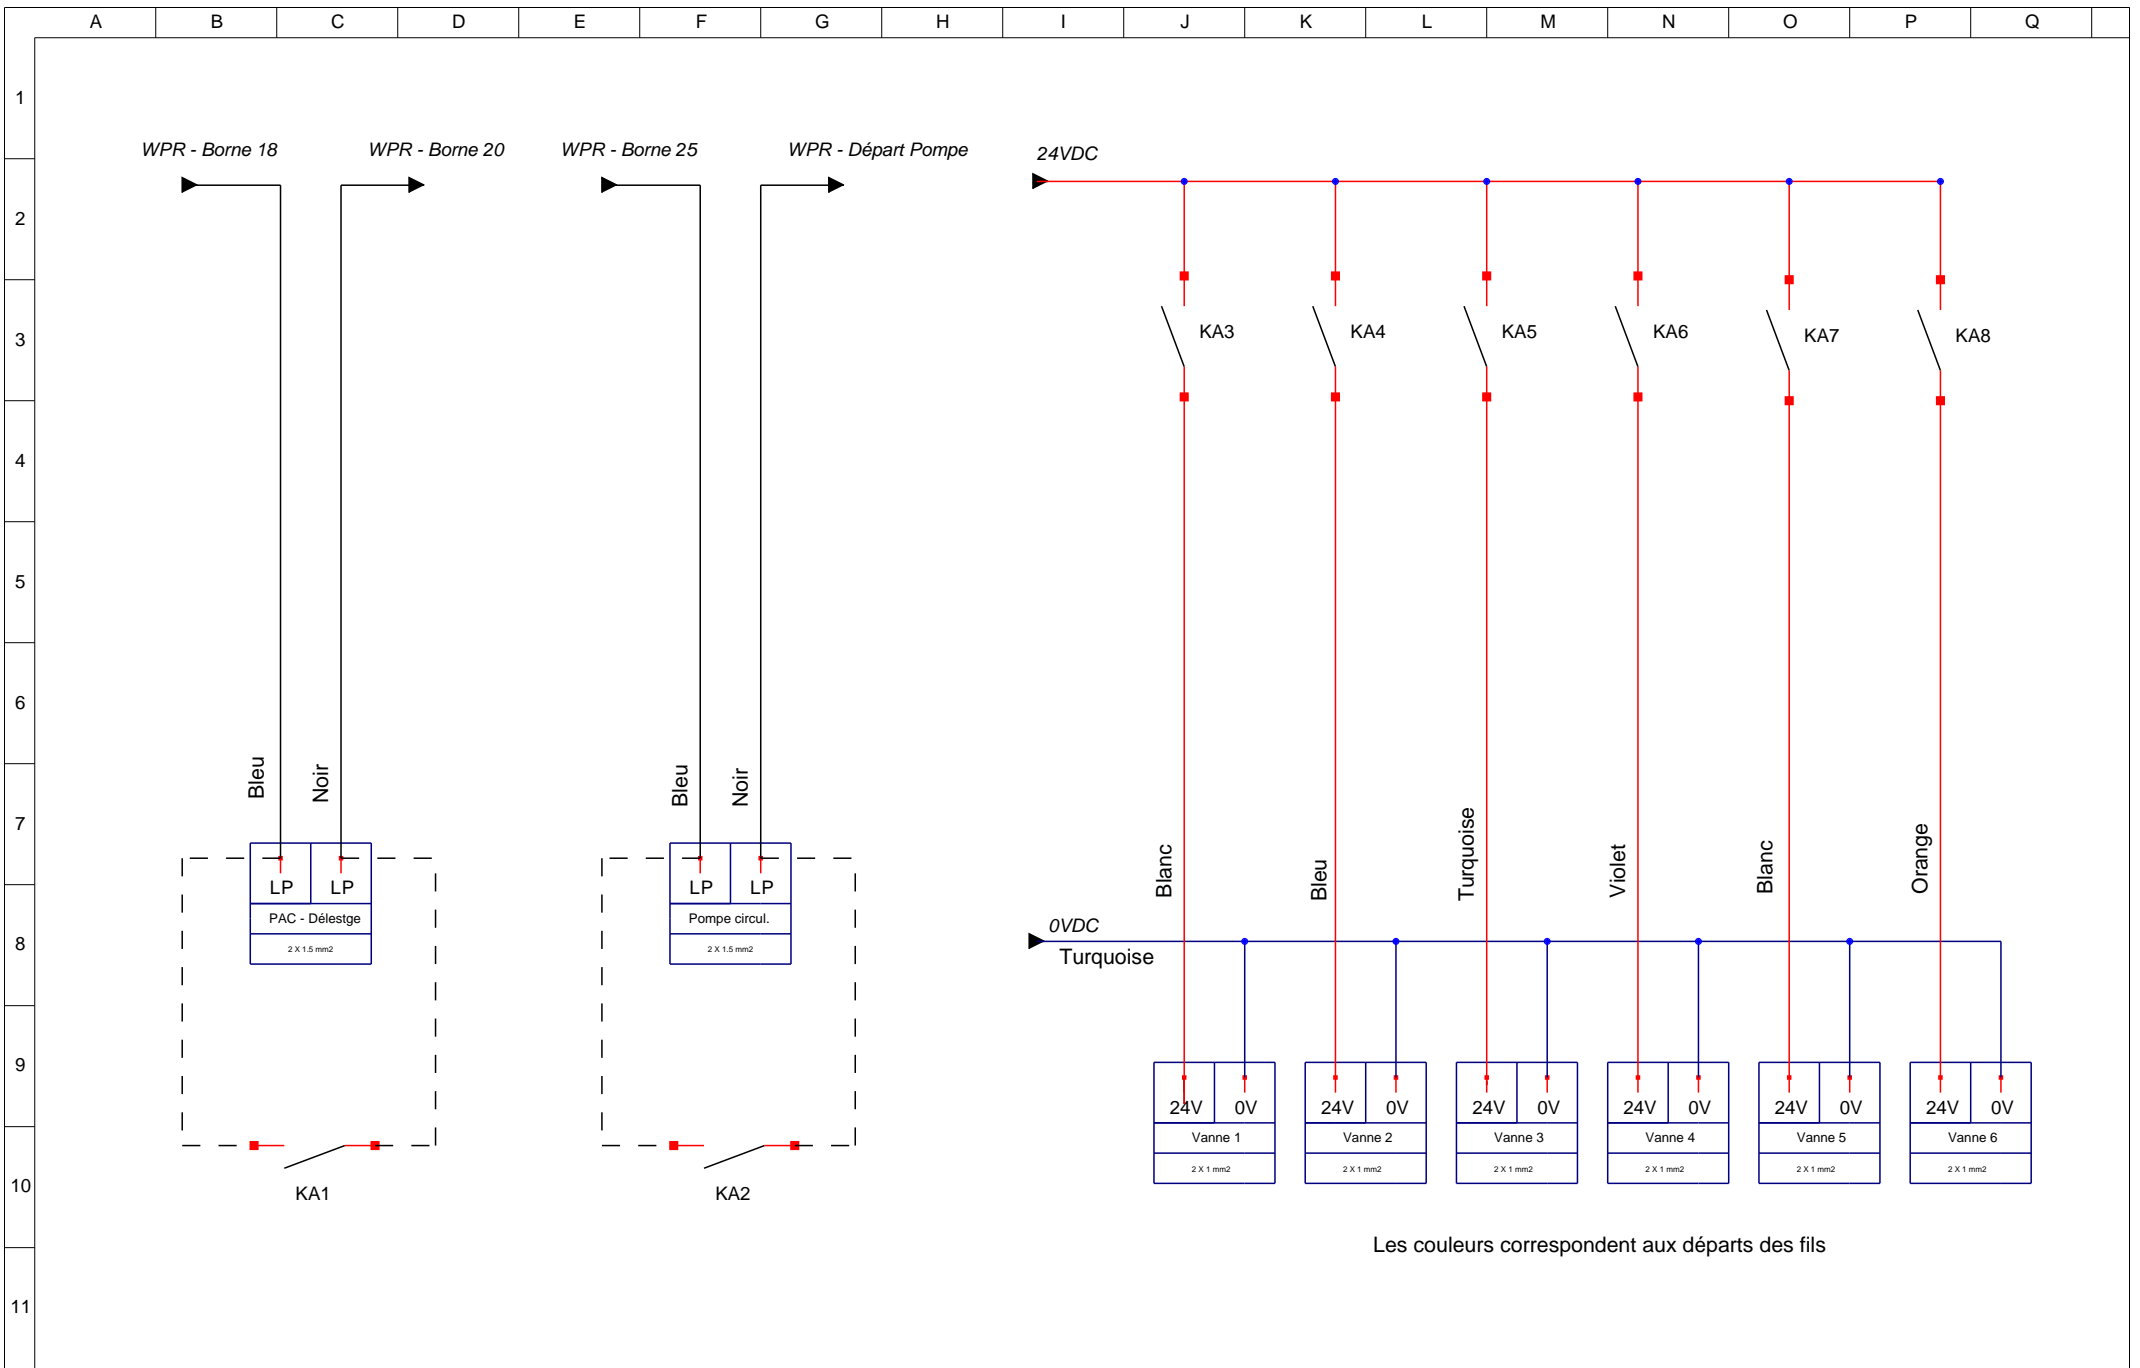 A B C D E F G H I J K L M N O P Q
1
WPR - Borne 18 WPR - Borne 20 WPR - Borne 25 WPR - Départ Pompe 24VDC
2
3
KA3 KA4 KA5 KA6 KA7 KA8
4
5
6
7
Bleu Noir Bleu Noir
Blanc Bleu Turquoise Violet Blanc Orange
LP LP LP LP
PAC - Délestge Pompe circul.
8
2 X 1.5 mm2 2 X 1.5 mm2
0VDC
Turquoise
9
24V 0V 24V 0V 24V 0V 24V 0V 24V 0V 24V 0V
Vanne 1 Vanne 2 Vanne 3 Vanne 4 Vanne 5 Vanne 6
2 X 1 mm2 2 X 1 mm2 2 X 1 mm2 2 X 1 mm2 2 X 1 mm2 2 X 1 mm2
10
KA1 KA2
Les couleurs correspondent aux départs des fils
11